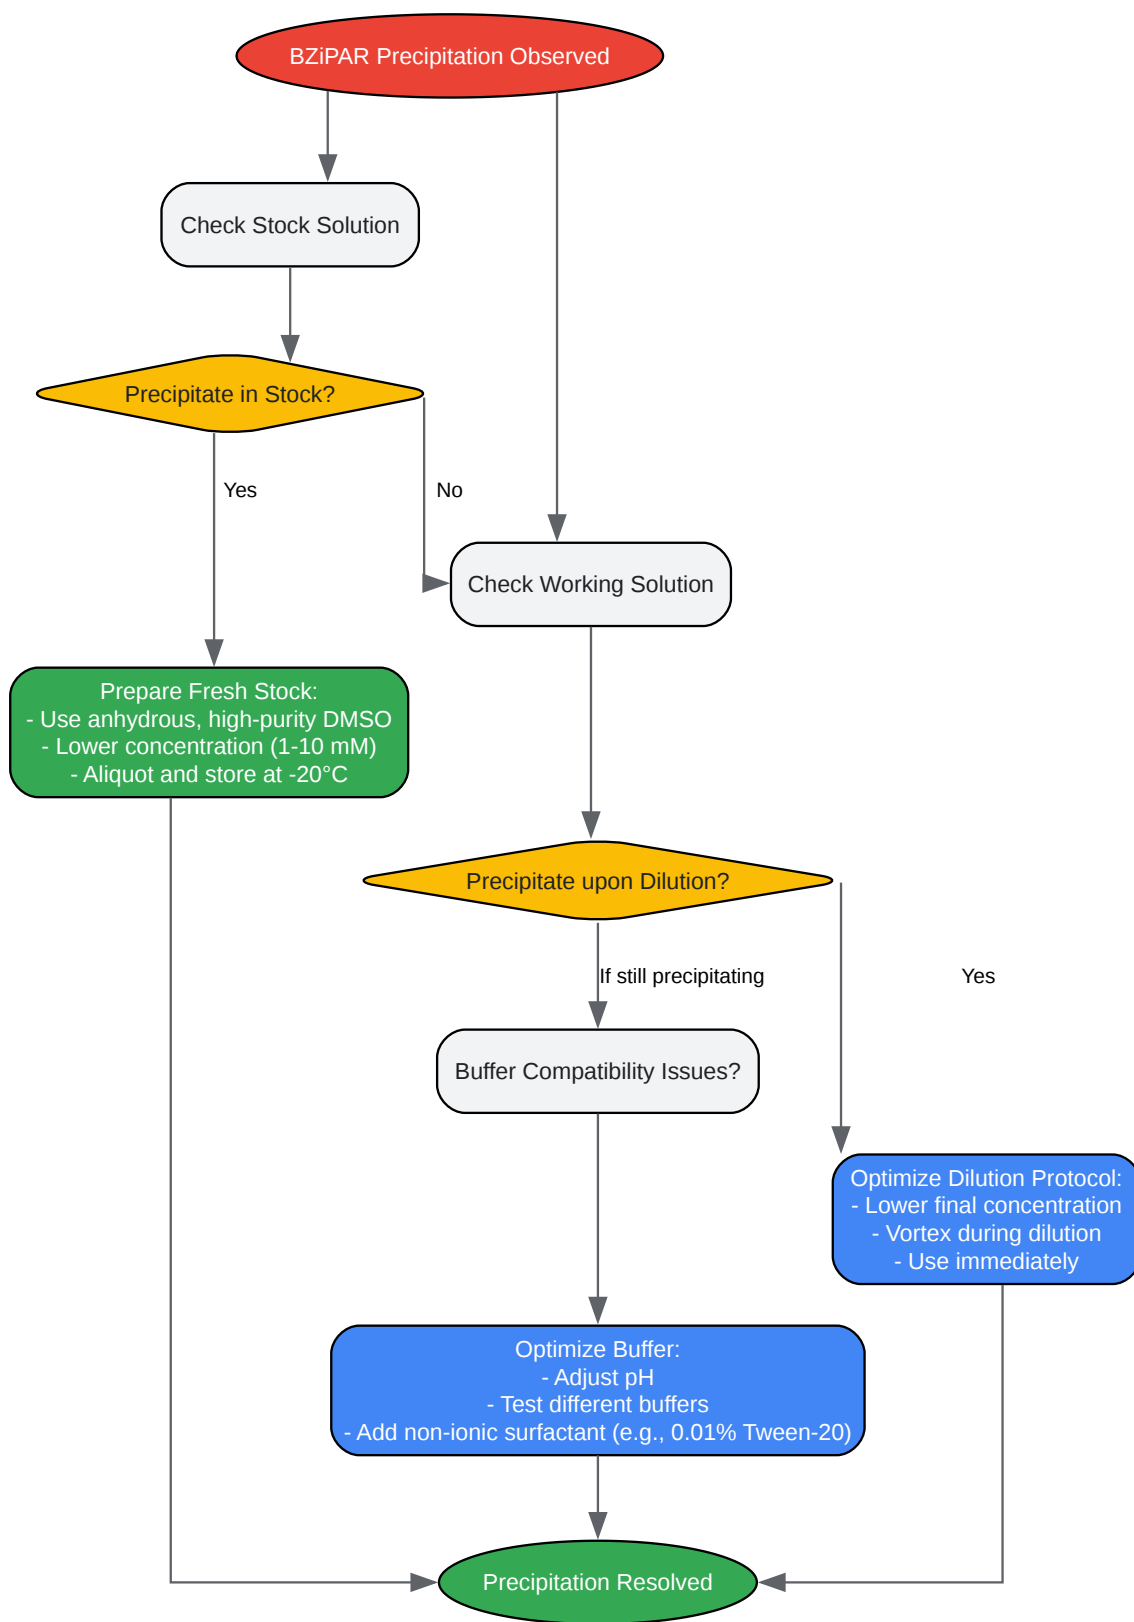 BZiPAR Precipitation Observed
Check Stock Solution
Precipitate in Stock?
Yes
No
Check Working Solution
Prepare Fresh Stock:
- Use anhydrous, high-purity DMSO
- Lower concentration (1-10 mM)
- Aliquot and store at -20°C
Precipitate upon Dilution?
If still precipitating
Yes
Buffer Compatibility Issues?
Optimize Dilution Protocol:
- Lower final concentration
- Vortex during dilution
- Use immediately
Optimize Buffer:
- Adjust pH
- Test different buffers
- Add non-ionic surfactant (e.g., 0.01% Tween-20)
Precipitation Resolved